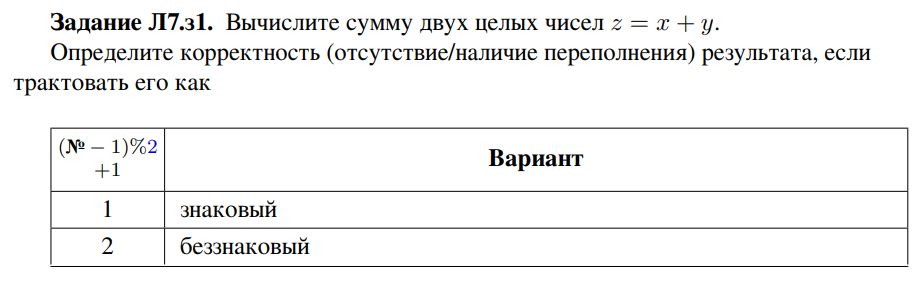 Задание Л7.з1. Вычислите сумму двух целых чисел z = x + y.
Определите корректность (отсутствие/наличие переполнения) результата, если
трактовать его как
(№ − 1)%2
+1
Вариант
1 знаковый
2 беззнаковый